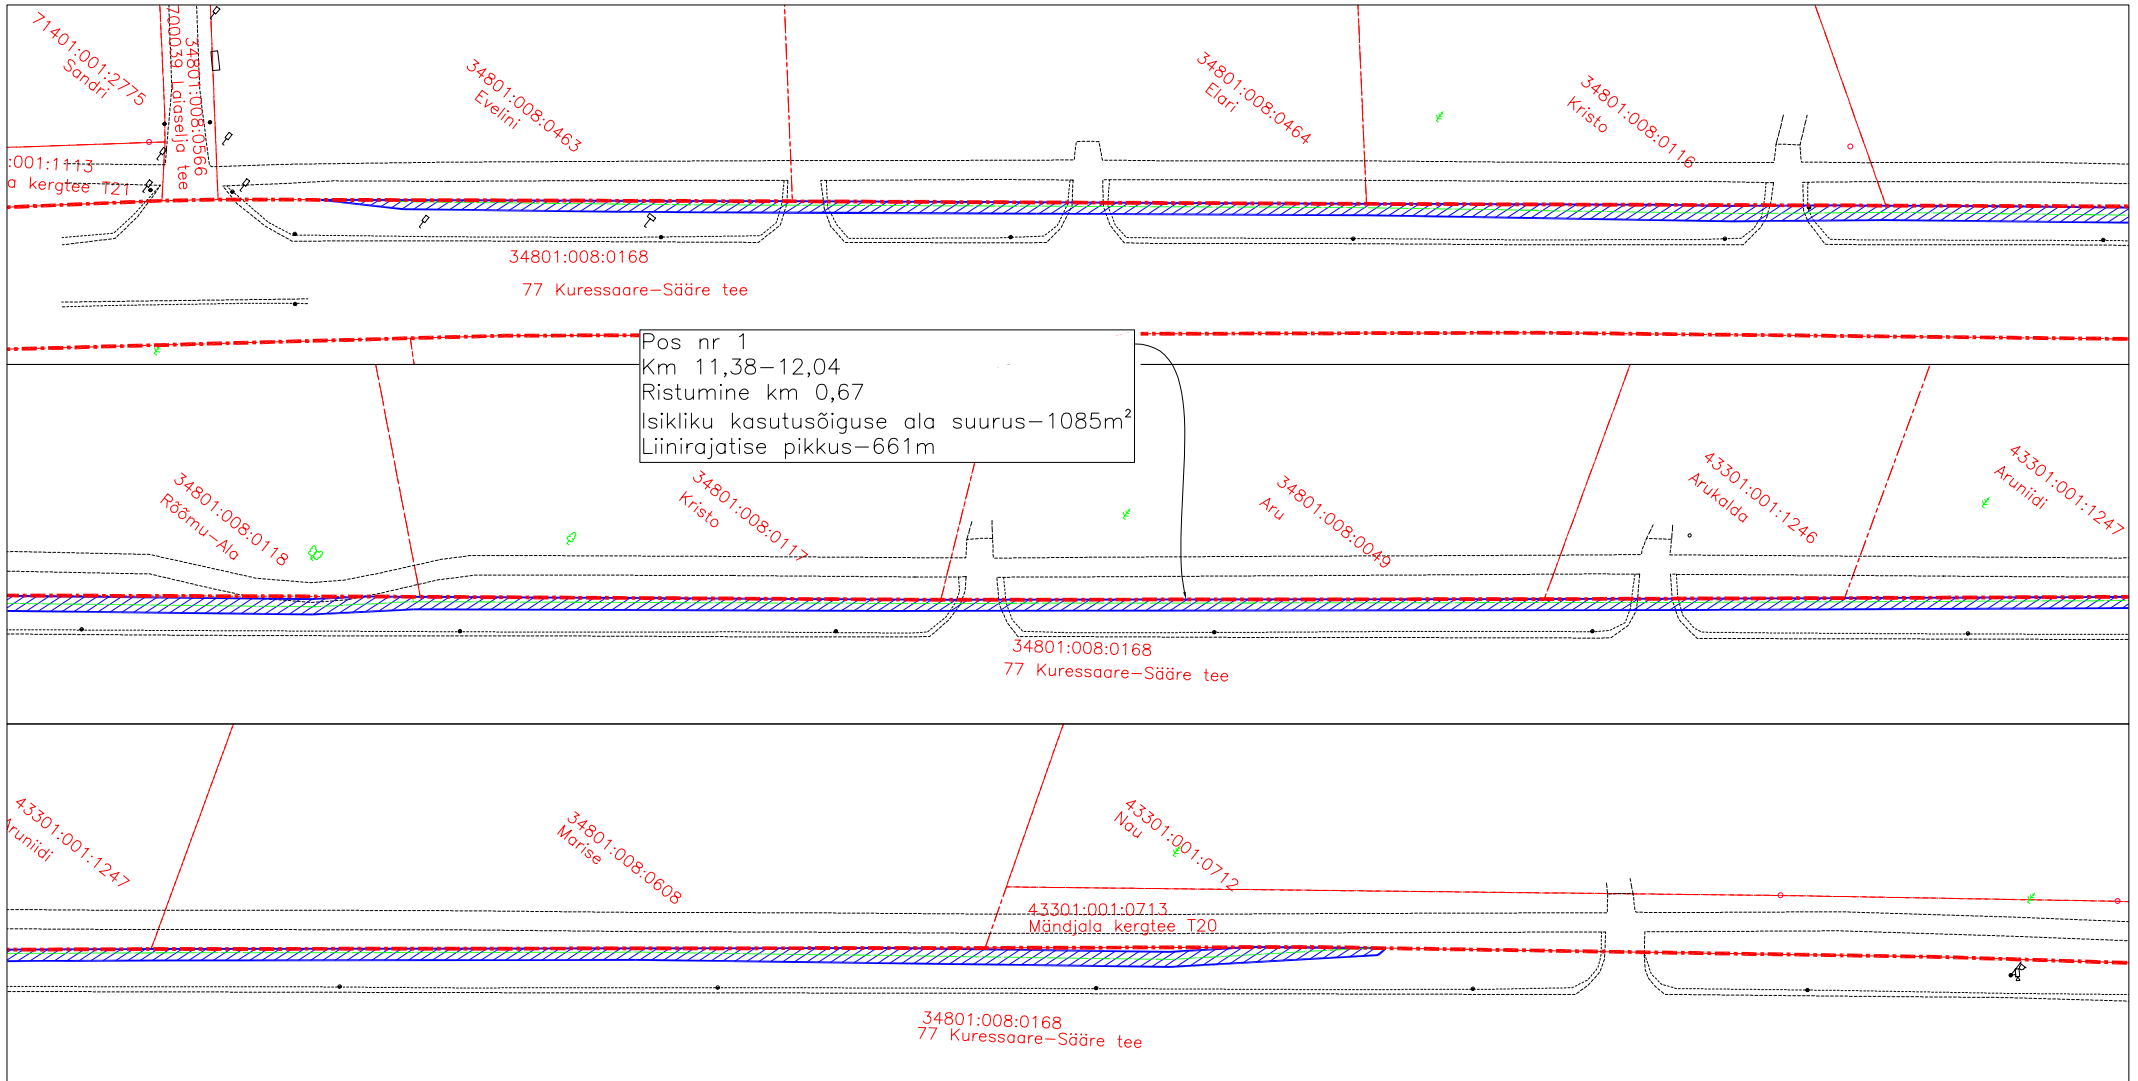 71401:001:2775
Sandri
34801:008:0566
7000039 Laiaselja tee
:001:1113
a kergtee T21
34801:008:0463
Evelini
34801:008:0464
Elari
34801:008:0116
Kristo
34801:008:0168
77 Kuressaare-Sääre tee
Pos nr 1
Km 11,38-12,04
Ristumine km 0,67
Isikliku kasutusõiguse ala suurus-1085m²
Liinirajatise pikkus-661m
34801:008:0118
Rõõmu-Ala
34801:008:0117
Kristo
34801:008:0049
Aru
43301:001:1246
Arukalda
43301:001:1247
Aruniidi
34801:008:0168
77 Kuressaare-Sääre tee
43301:001:1247
Aruniidi
34801:008:0608
Marise
43301:001:0712
Nau
43301:001:0713
Mändjala kergtee T20
34801:008:0168
77 Kuressaare-Sääre tee